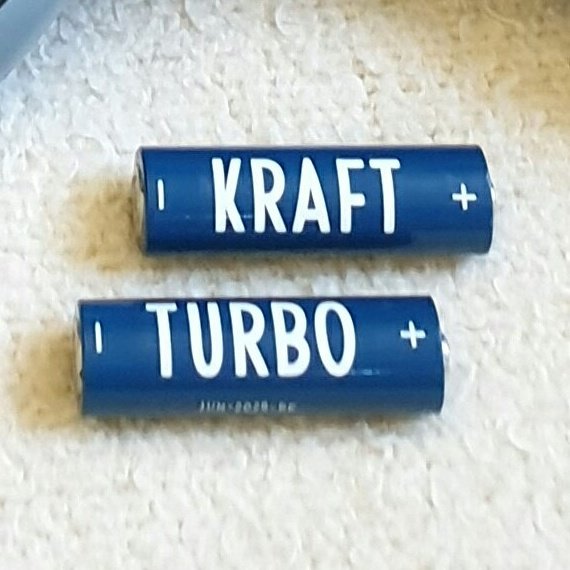 KRAFT
+
TURBO
+